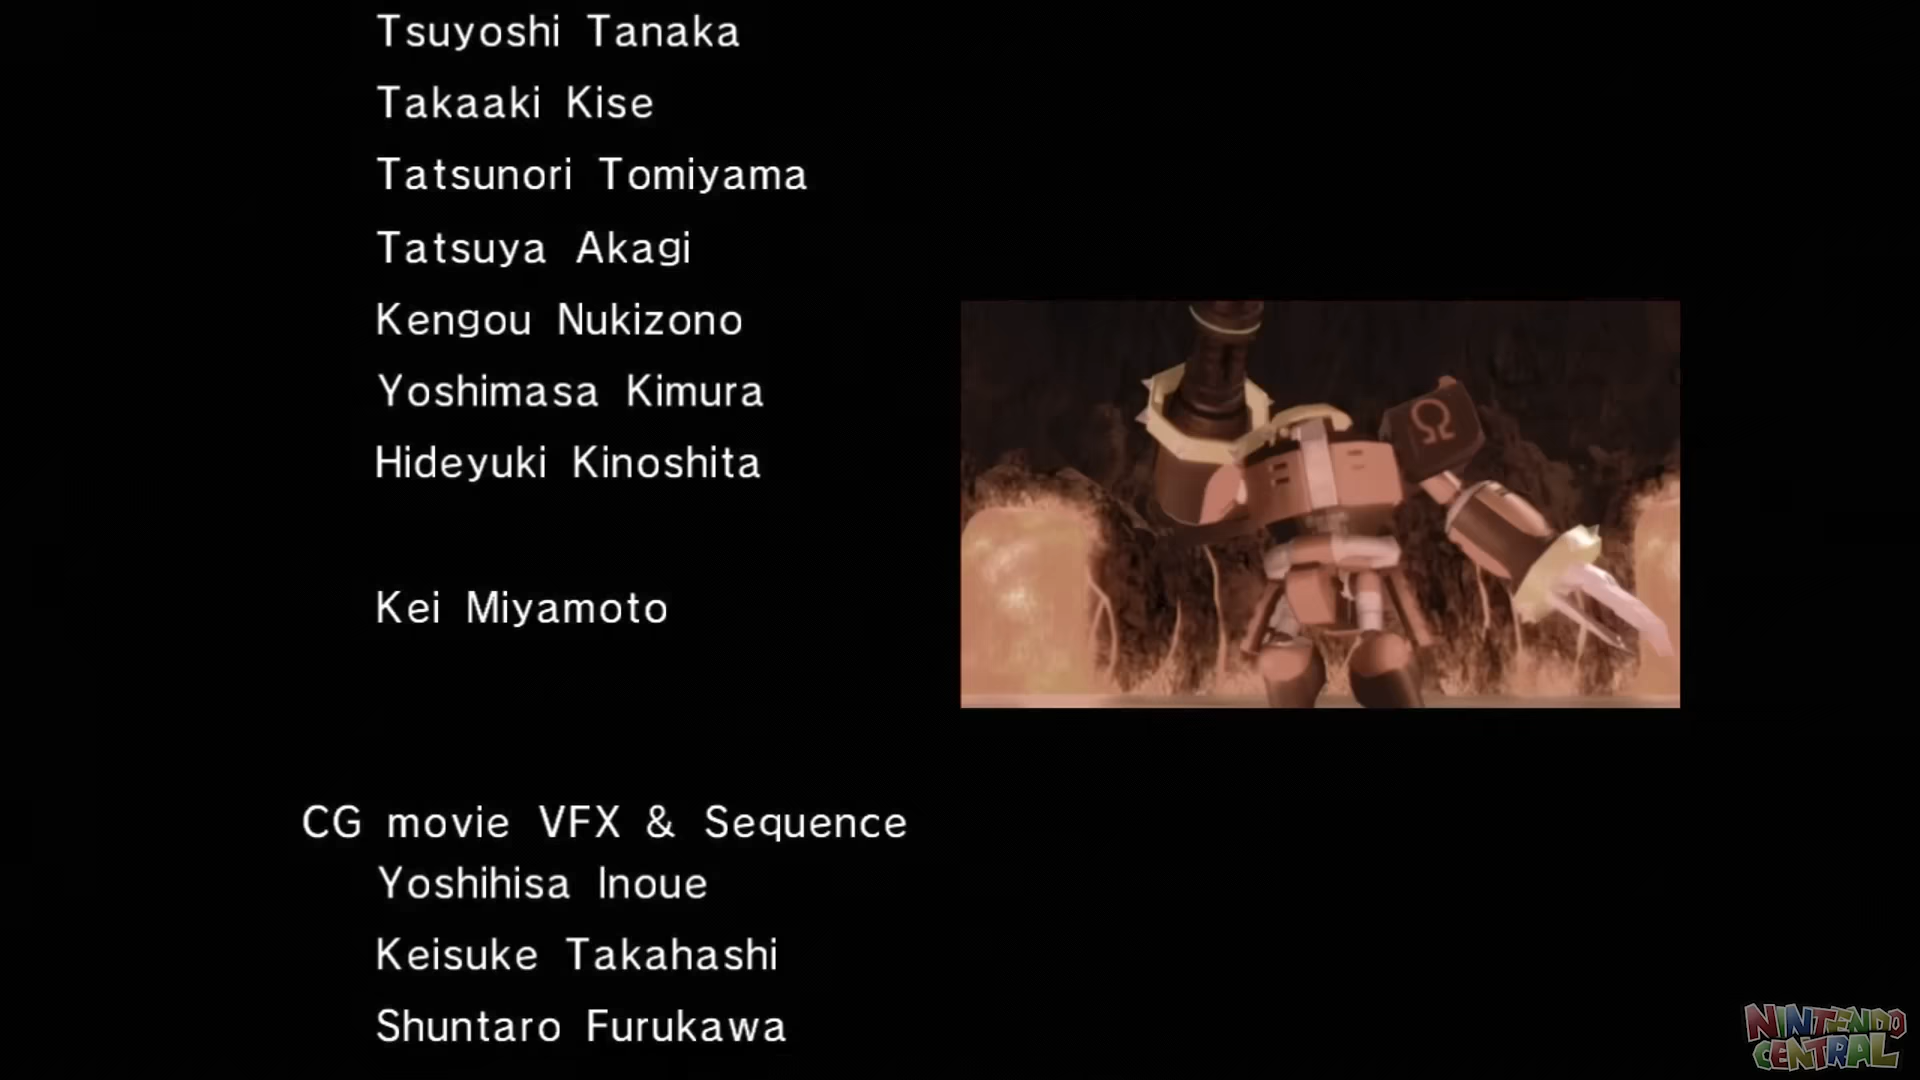 Tsuyoshi Tanaka
Takaaki Kise
Tatsunori Tomiyama
Tatsuya Akagi
Kengou Nukizono
Yoshimasa Kimura
Hideyuki Kinoshita
Ω
Kei Miyamoto
CG movie VFX & Sequence
Yoshihisa Inoue
Keisuke Takahashi
Shuntaro Furukawa
NINTENDO
CENTRAL